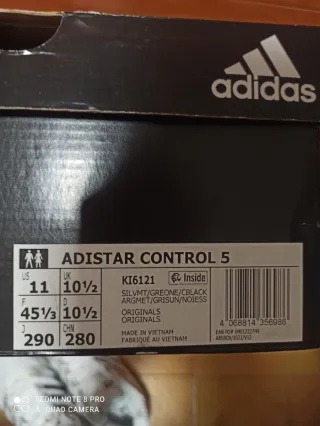 adidas
ADISTAR CONTROL 5
US UK
11 10½
F D
45⅓ 10½
J CHN
290 280
KI6121 Inside
SILVMT/GREONE/CBLACK
ARGMET/GRISUN/NOIESS
ORIGINALS
ORIGINALS
MADE IN VIETNAM
FABRIQUÉ AU VIETNAM
4 068814 356986
REDMI NOTE 8 PRO
AI QUAD CAMERA